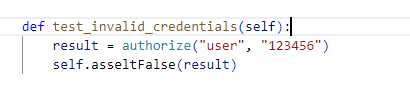 def test_invalid_credentials(self):
    result = authorize("user", "123456")
    self.asseltFalse(result)